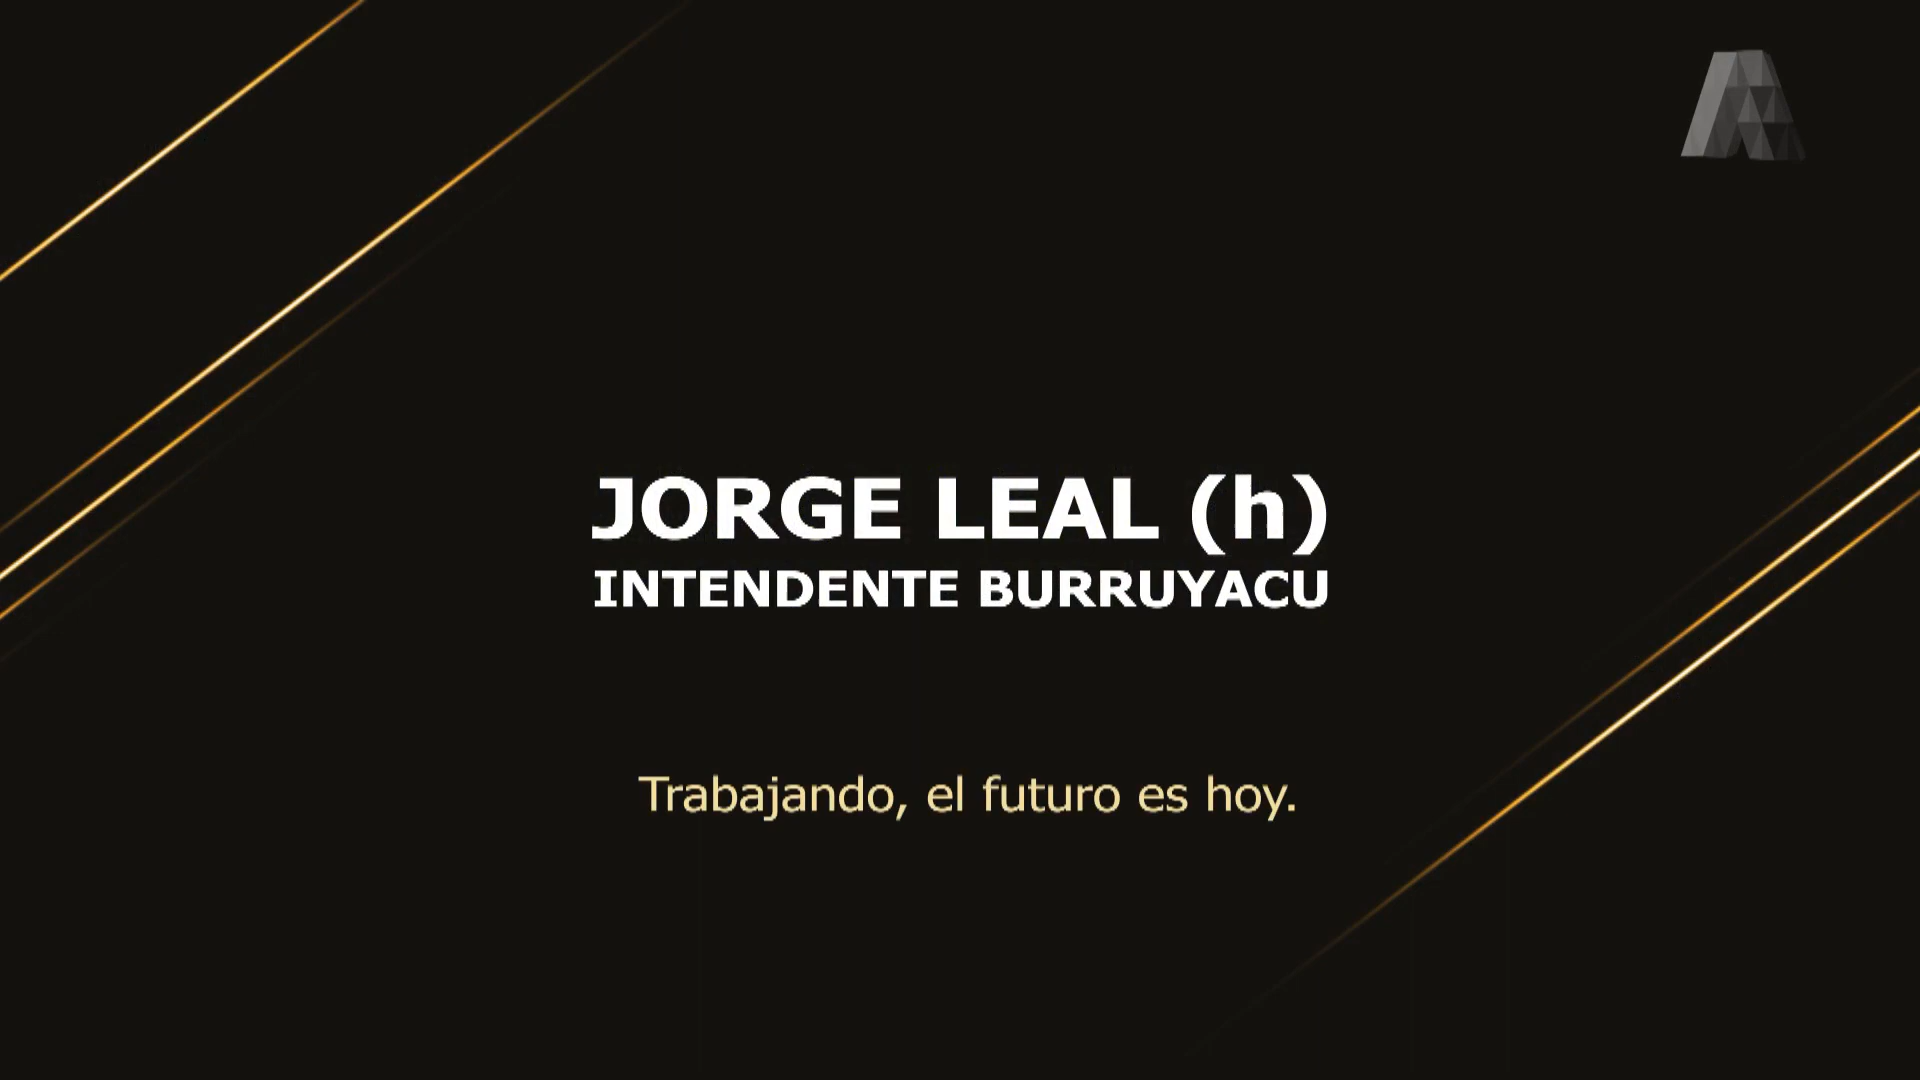 JORGE LEAL (h)
INTENDENTE BURRUYACU
Trabajando, el futuro es hoy.